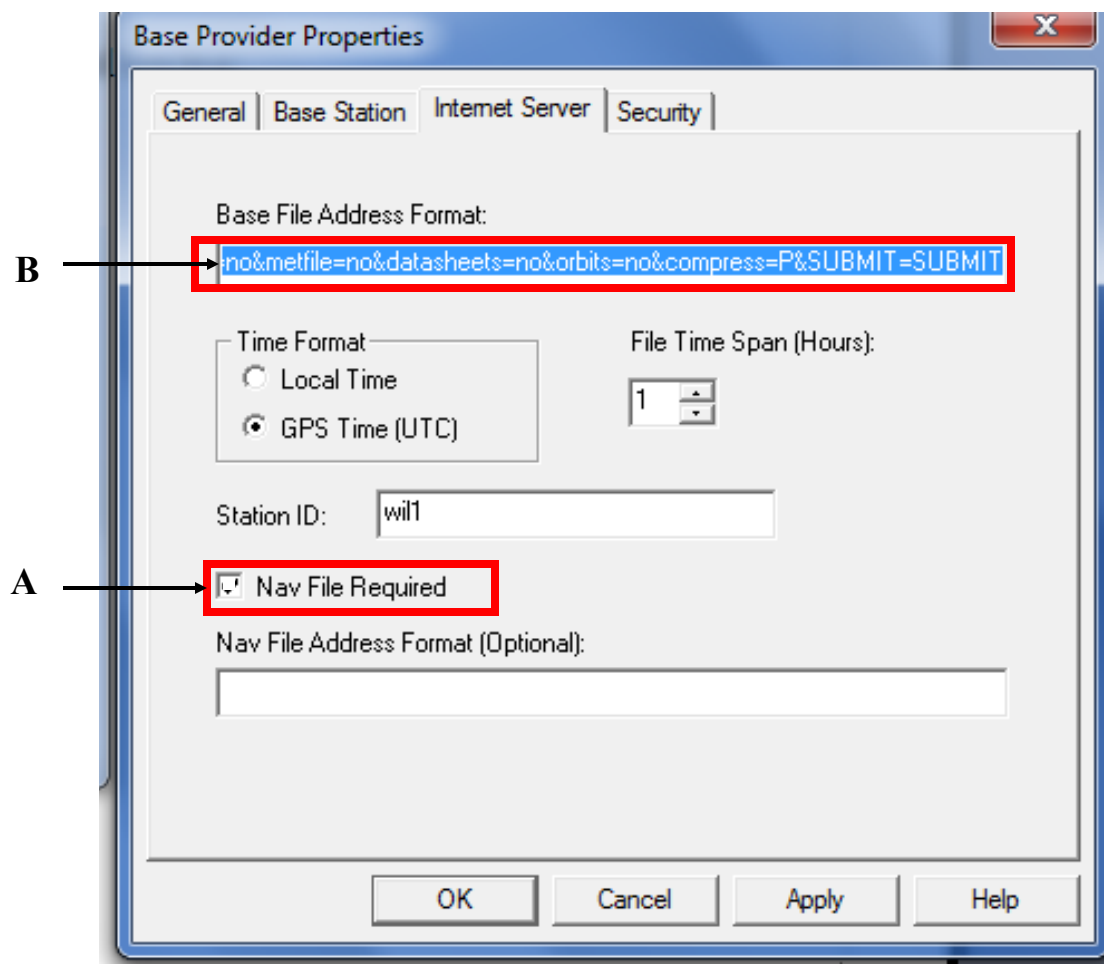 Base Provider Properties
x
General Base Station Internet Server Security
Base File Address Format:
B
=no&metfile=no&datasheets=no&orbits=no&compress=P&SUBMIT=SUBMIT
Time Format File Time Span (Hours):
Local Time
1
GPS Time (UTC)
Station ID: wil1
A
Nav File Required
Nav File Address Format (Optional):
OK Cancel Apply Help